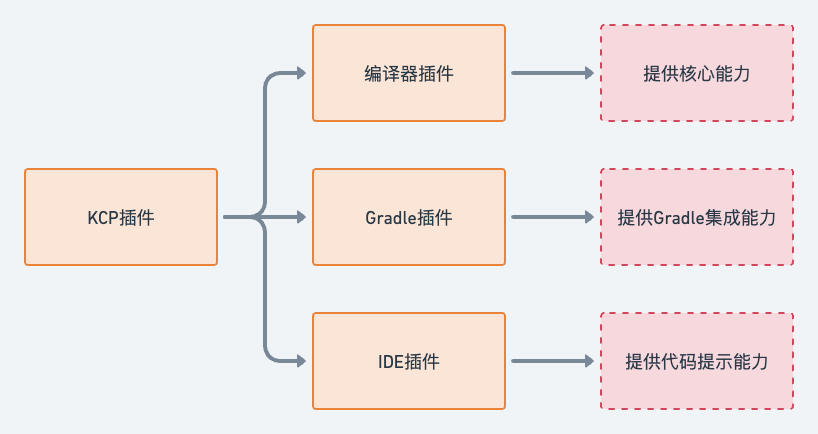 编译器插件
提供核心能力
KCP插件
Gradle插件
提供Gradle集成能力
IDE插件
提供代码提示能力